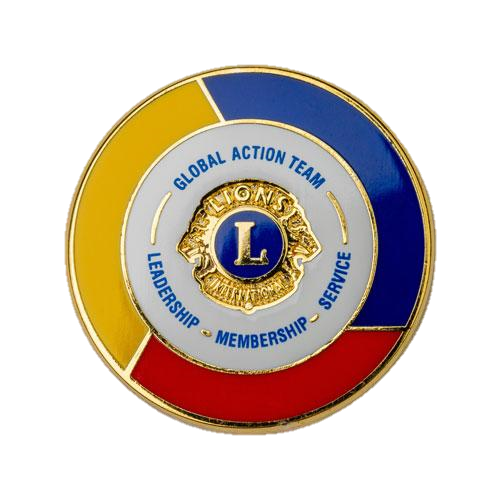 GLOBAL ACTION TEAM
LIONS
L
INTERNATIONAL
LEADERSHIP - MEMBERSHIP - SERVICE